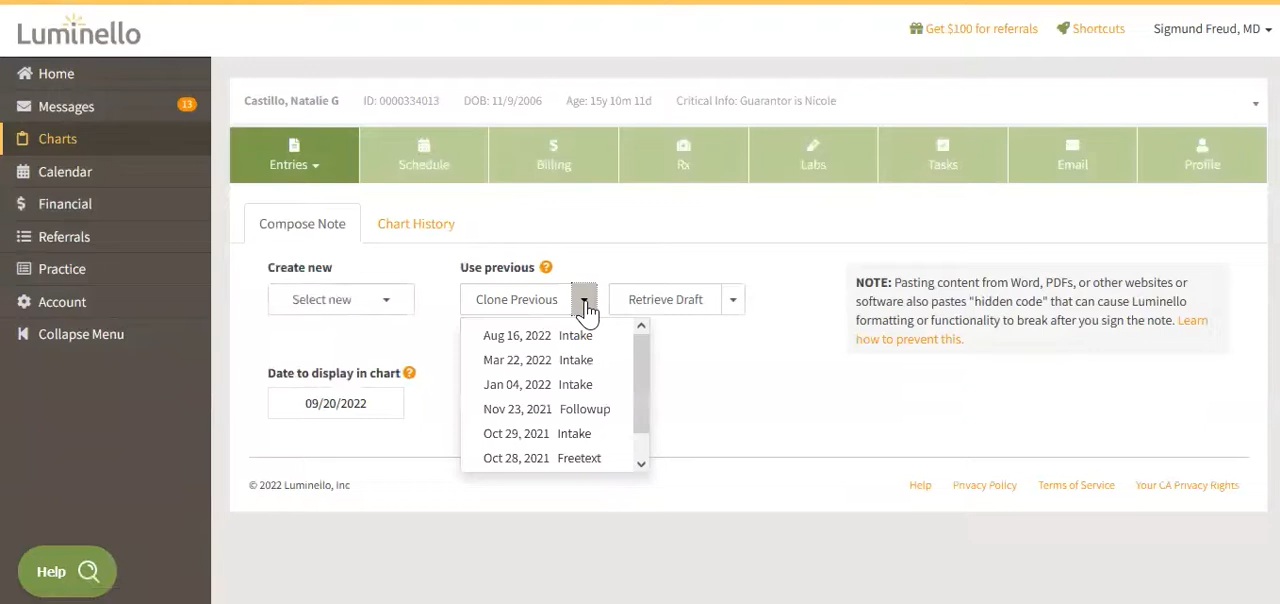 Luminello
Get $100 for referrals
Shortcuts
Sigmund Freud, MD
Home
Messages 13
Charts
Calendar
Financial
Referrals
Practice
Account
Collapse Menu
Help
Castillo, Natalie G ID: 0000334013 DOB: 11/9/2006 Age: 15y 10m 11d Critical Info: Guarantor is Nicole
Entries
Schedule
Billing
Rx
Labs
Tasks
Email
Profile
Compose Note
Chart History
Create new
Select new
Use previous ?
Clone Previous
Retrieve Draft
Aug 16, 2022 Intake
Mar 22, 2022 Intake
Jan 04, 2022 Intake
Nov 23, 2021 Followup
Oct 29, 2021 Intake
Oct 28, 2021 Freetext
NOTE: Pasting content from Word, PDFs, or other websites or
software also pastes "hidden code" that can cause Luminello
formatting or functionality to break after you sign the note. Learn
how to prevent this.
Date to display in chart ?
09/20/2022
© 2022 Luminello, Inc
Help Privacy Policy Terms of Service Your CA Privacy Rights